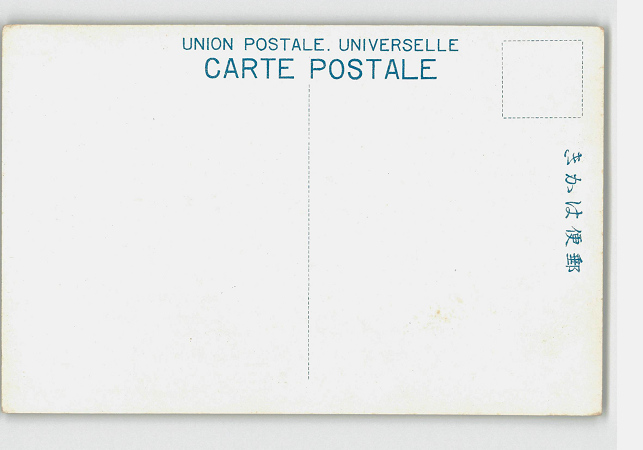 UNION POSTALE. UNIVERSELLE
CARTE POSTALE
郵便はかき